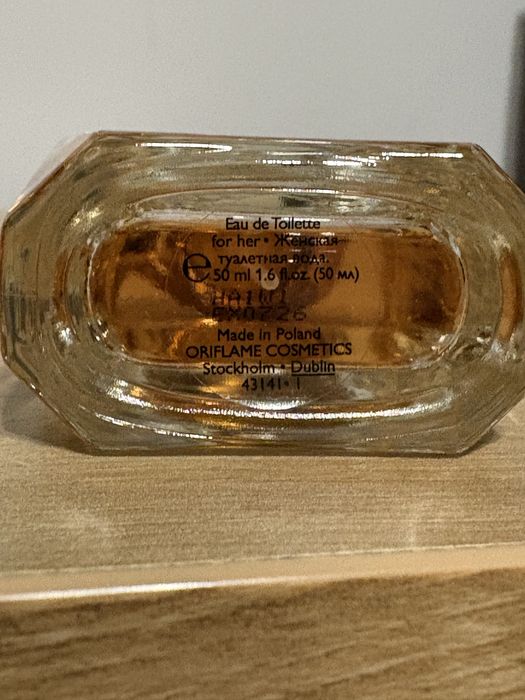 Eau de Toilette
for her • Женская
туалетная вода.
e 50 ml 1.6 fl.oz. (50 мл)
EX0726
Made in Poland
ORIFLAME COSMETICS
Stockholm • Dublin
43141 • 1